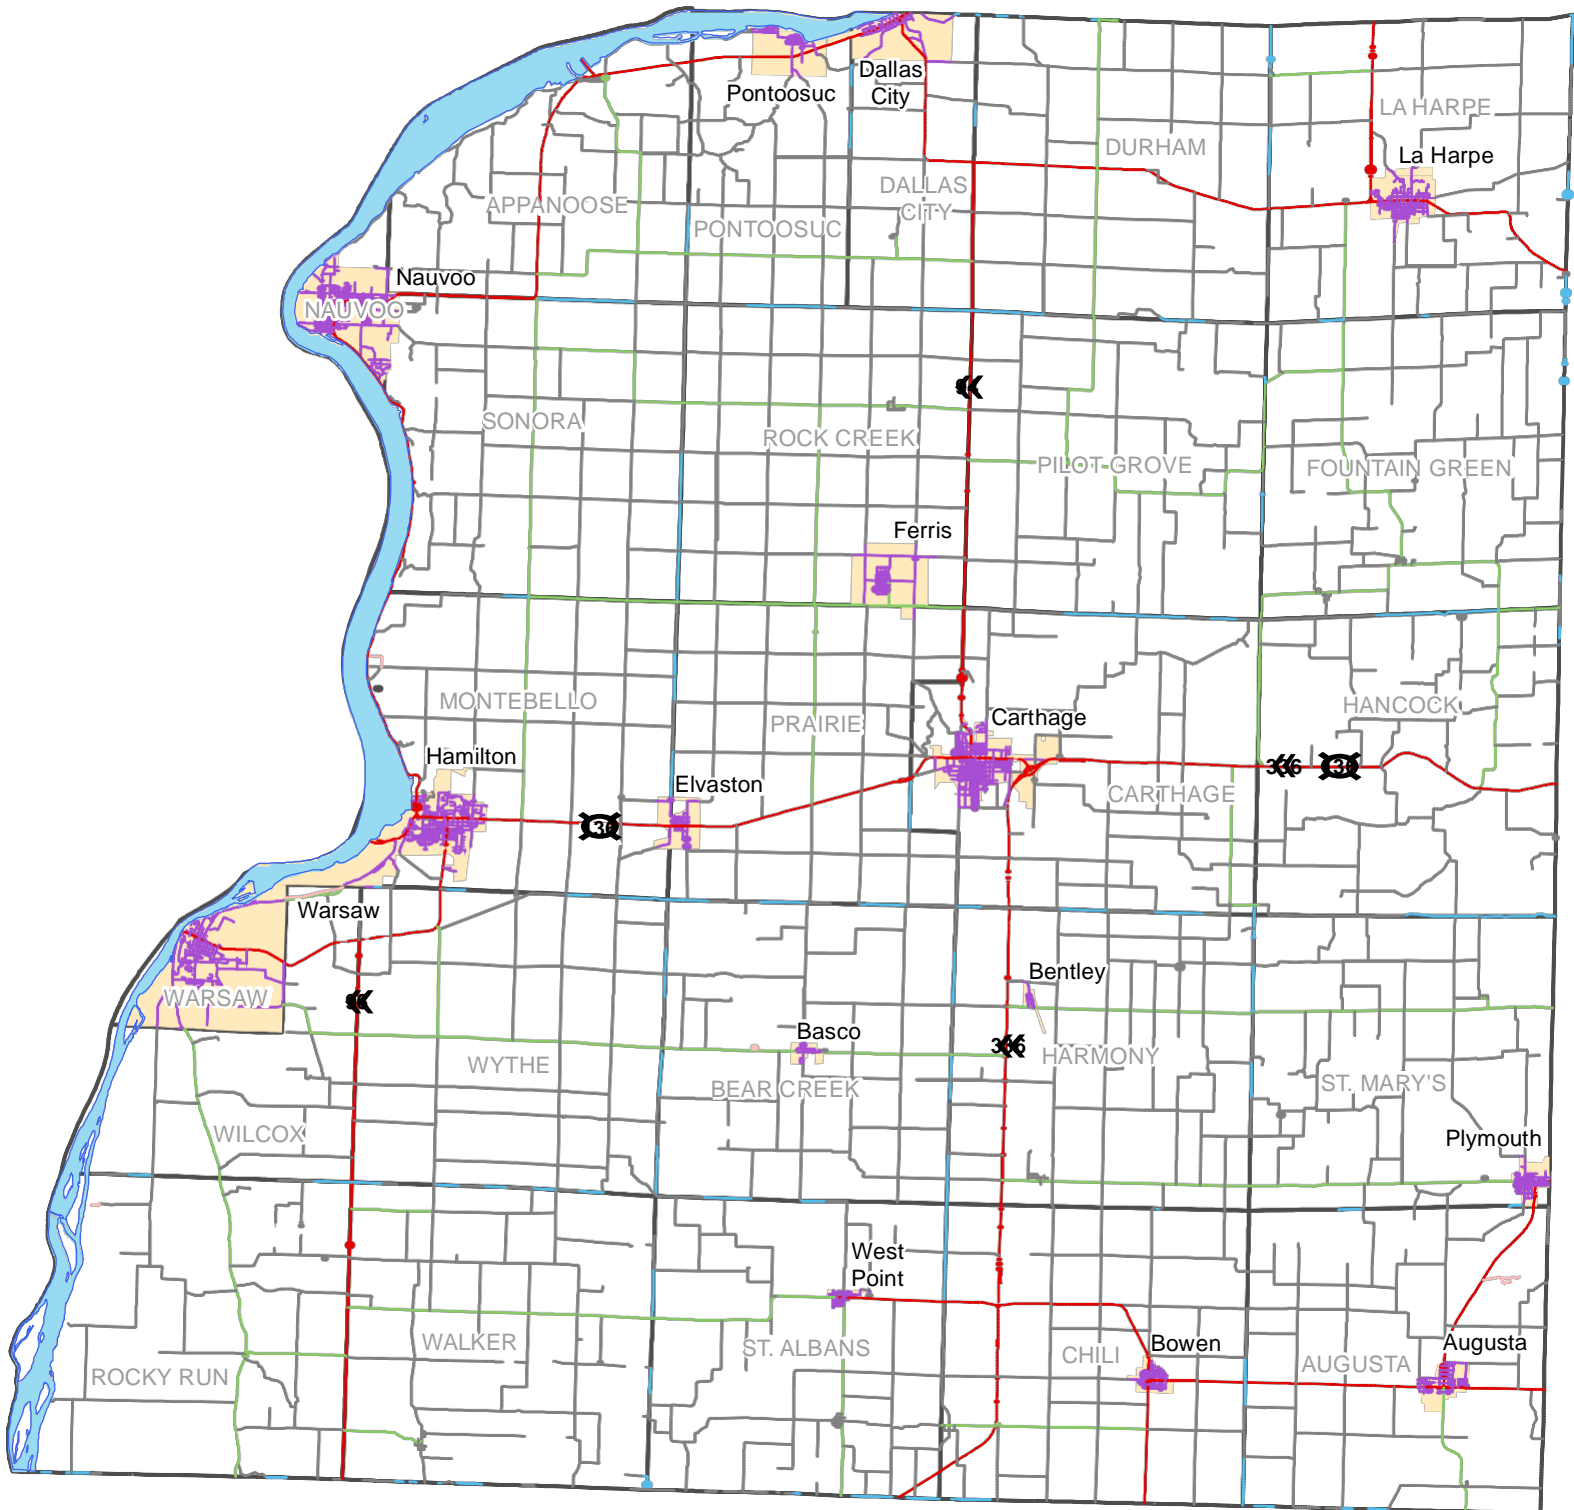 Dallas
City
Pontoosuc
LA HARPE
DURHAM
La Harpe
DALLAS
CITY
APPANOOSE
PONTOOSUC
Nauvoo
NAUVOO
SONORA
ROCK CREEK
PILOT GROVE
FOUNTAIN GREEN
Ferris
MONTEBELLO
PRAIRIE
Carthage
HANCOCK
Hamilton
Elvaston
CARTHAGE
Warsaw
WARSAW
Bentley
Basco
WYTHE
HARMONY
BEAR CREEK
ST. MARY'S
WILCOX
Plymouth
West
Point
WALKER
ST. ALBANS
CHILI
Bowen
Augusta
AUGUSTA
ROCKY RUN